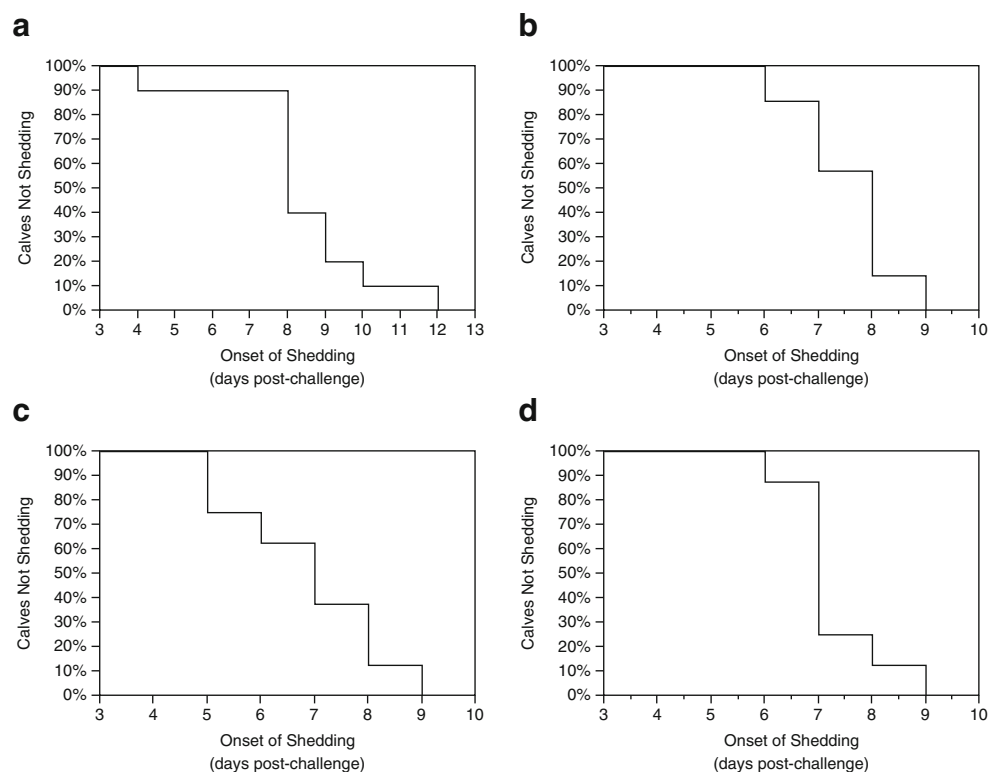 a
100%
90%
80%
70%
60%
50%
40%
30%
20%
10%
0%
Calves Not Shedding
3 4 5 6 7 8 9 10 11 12 13
Onset of Shedding
(days post-challenge)
b
100%
90%
80%
70%
60%
50%
40%
30%
20%
10%
0%
Calves Not Shedding
3 4 5 6 7 8 9 10
Onset of Shedding
(days post-challenge)
c
100%
90%
80%
70%
60%
50%
40%
30%
20%
10%
0%
Calves Not Shedding
3 4 5 6 7 8 9 10
Onset of Shedding
(days post-challenge)
d
100%
90%
80%
70%
60%
50%
40%
30%
20%
10%
0%
Calves Not Shedding
3 4 5 6 7 8 9 10
Onset of Shedding
(days post-challenge)